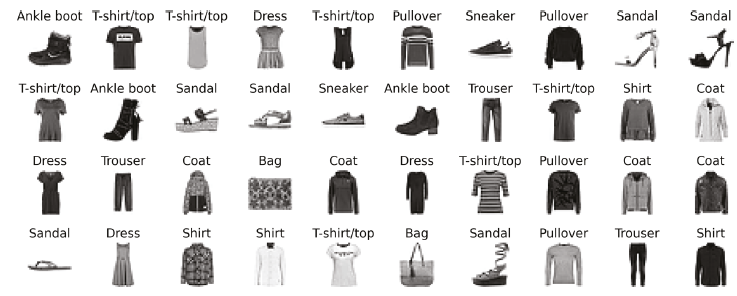 Ankle boot T-shirt/top T-shirt/top Dress T-shirt/top Pullover Sneaker Pullover Sandal Sandal
T-shirt/top Ankle boot Sandal Sandal Sneaker Ankle boot Trouser T-shirt/top Shirt Coat
Dress Trouser Coat Bag Coat Dress T-shirt/top Pullover Coat Coat
Sandal Dress Shirt Shirt T-shirt/top Bag Sandal Pullover Trouser Shirt